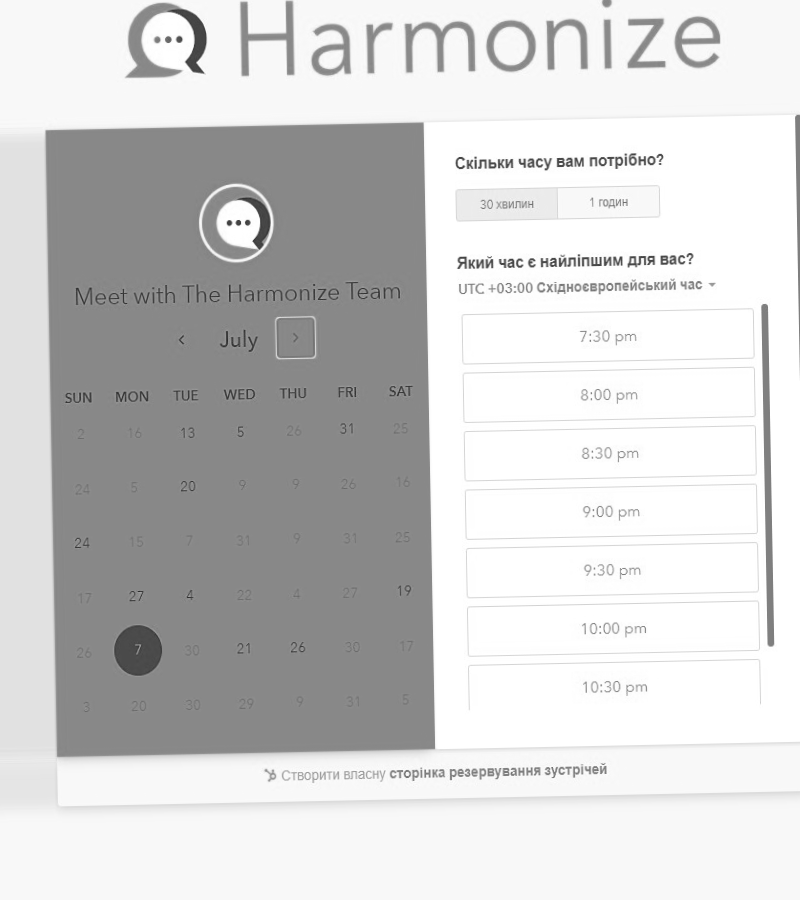 Harmonize
Meet with The Harmonize Team
July
SUN MON TUE WED THU FRI SAT
2 16 13 5 26 31 25
24 5 20 9 9 26 16
24 15 7 31 9 31 25
17 27 4 22 4 27 19
26 7 30 21 26 30 17
3 20 30 29 9 31 5
Скільки часу вам потрібно?
30 хвилин 1 годин
Який час є найліпшим для вас?
UTC +03:00 Східноєвропейський час
7:30 pm
8:00 pm
8:30 pm
9:00 pm
9:30 pm
10:00 pm
10:30 pm
Створити власну сторінка резервування зустрічей